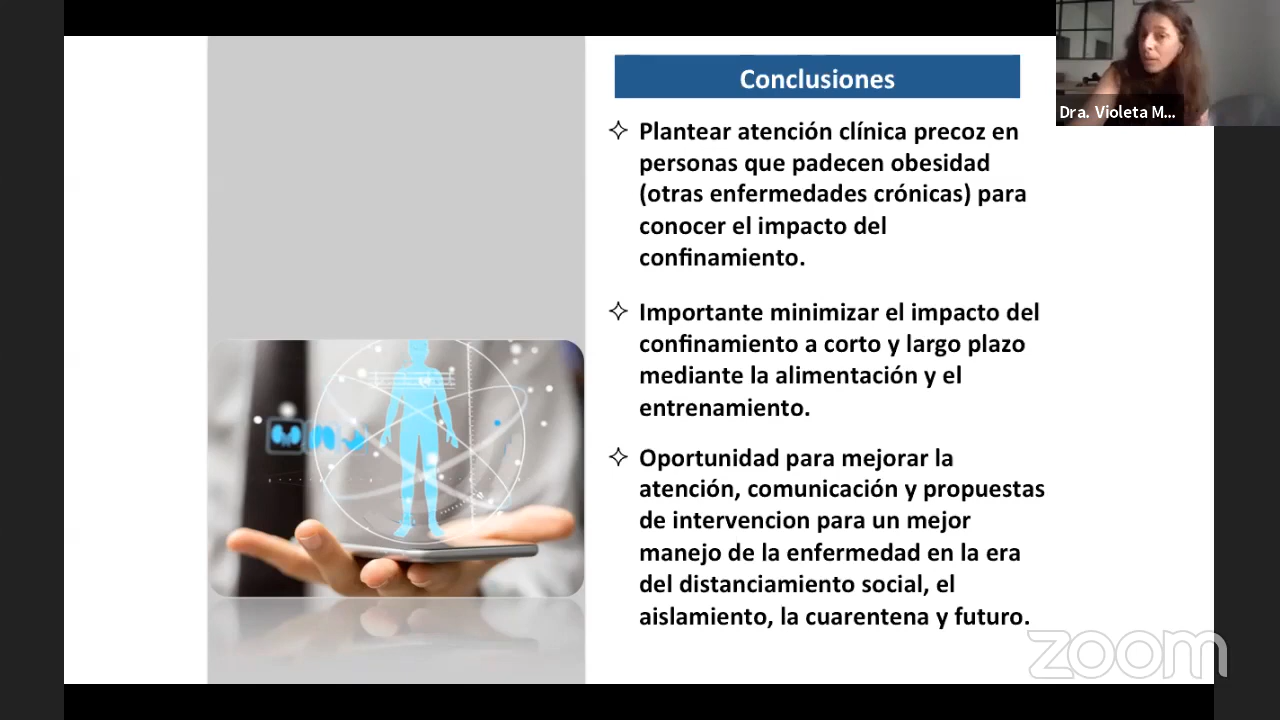 Conclusiones
Dra. Violeta M...
✧ Plantear atención clínica precoz en
personas que padecen obesidad
(otras enfermedades crónicas) para
conocer el impacto del
confinamiento.
✧ Importante minimizar el impacto del
confinamiento a corto y largo plazo
mediante la alimentación y el
entrenamiento.
✧ Oportunidad para mejorar la
atención, comunicación y propuestas
de intervencion para un mejor
manejo de la enfermedad en la era
del distanciamiento social, el
aislamiento, la cuarentena y futuro.
zoom